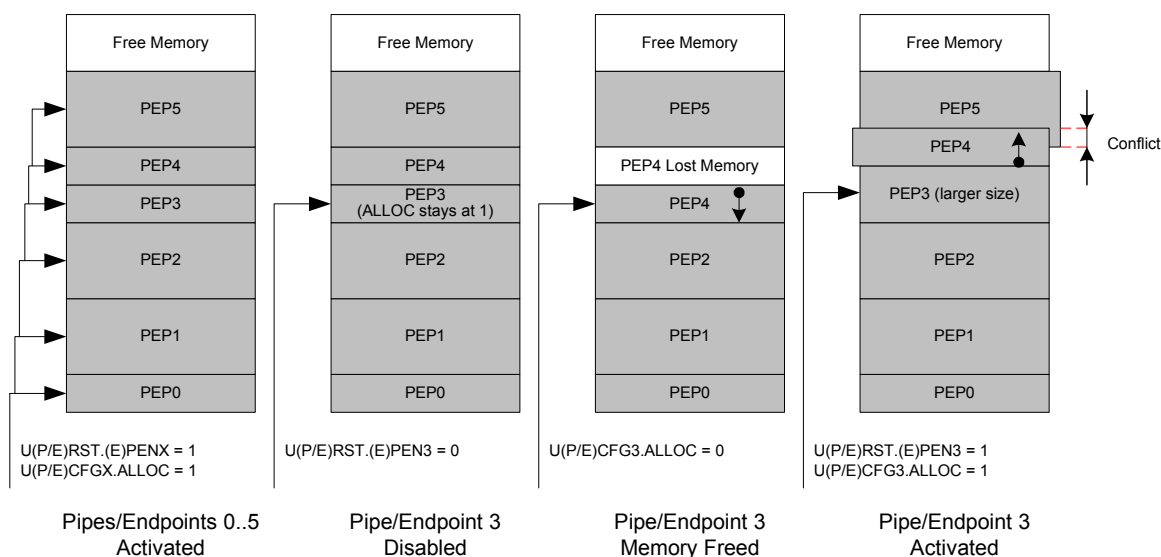 Free Memory
PEP5
PEP4
PEP3
PEP2
PEP1
PEP0
U(P/E)RST.(E)PENX = 1
U(P/E)CFGX.ALLOC = 1
Pipes/Endpoints 0..5
Activated
Free Memory
PEP5
PEP4
PEP3
(ALLOC stays at 1)
PEP2
PEP1
PEP0
U(P/E)RST.(E)PEN3 = 0
Pipe/Endpoint 3
Disabled
Free Memory
PEP5
PEP4 Lost Memory
PEP4
PEP2
PEP1
PEP0
U(P/E)CFG3.ALLOC = 0
Pipe/Endpoint 3
Memory Freed
Free Memory
PEP5
PEP4
Conflict
PEP3 (larger size)
PEP2
PEP1
PEP0
U(P/E)RST.(E)PEN3 = 1
U(P/E)CFG3.ALLOC = 1
Pipe/Endpoint 3
Activated